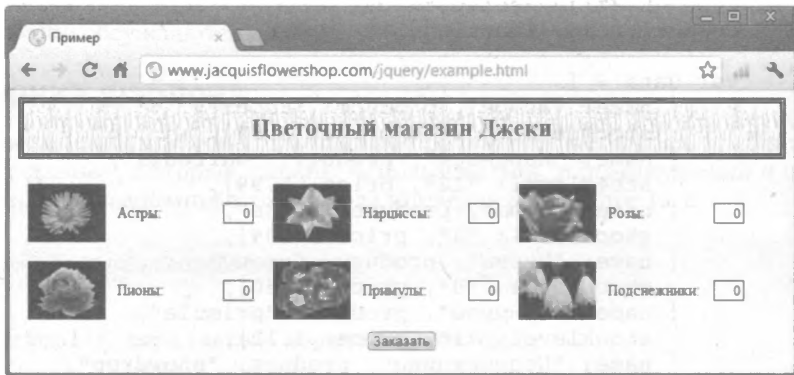 Пример
www.jacquisflowershop.com/jquery/example.html
Цветочный магазин Джеки
Астры: 0 Нарциссы: 0 Розы: 0
Пионы: 0 Примулы: 0 Подснежники: 0
Заказать